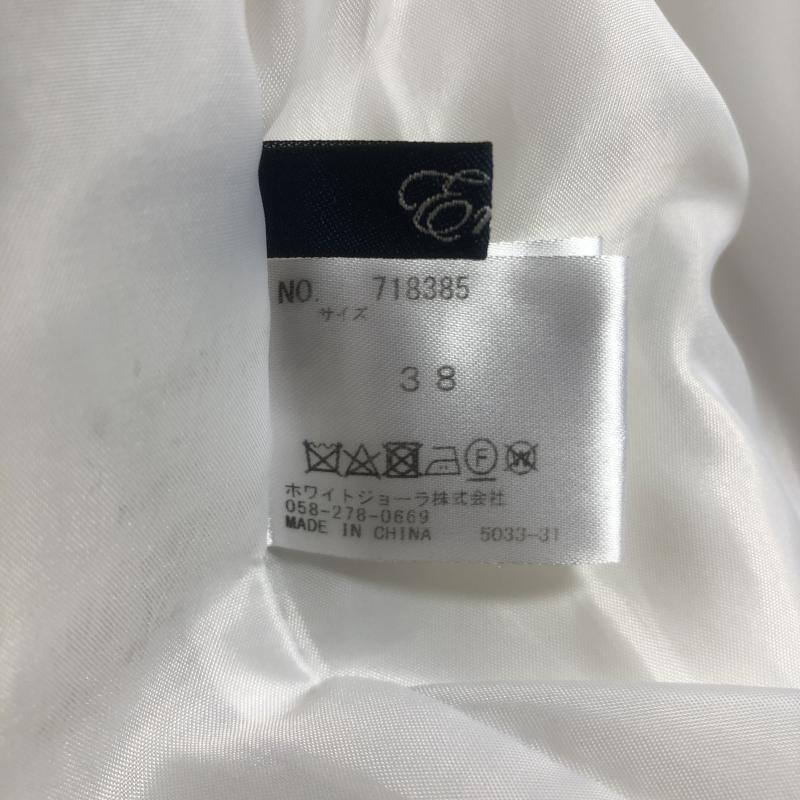 En
NO. 718385
サイズ
38
F W
ホワイトジョーラ株式会社
058-278-0669
MADE IN CHINA 5033-31